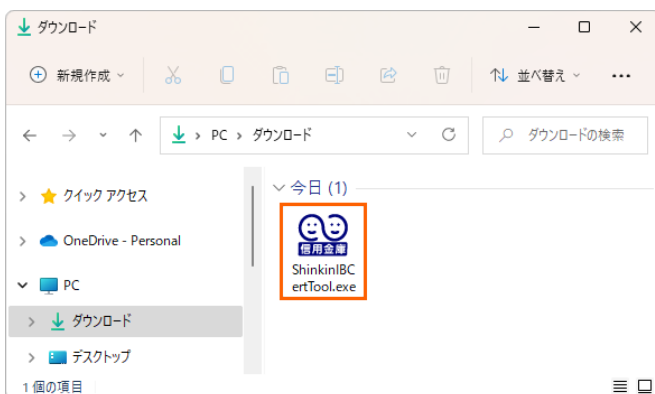 ダウンロード
新規作成
並べ替え
PC
ダウンロード
ダウンロードの検索
クイック アクセス
今日 (1)
信用金庫
ShinkinIBC
ertTool.exe
OneDrive - Personal
PC
ダウンロード
デスクトップ
1 個の項目